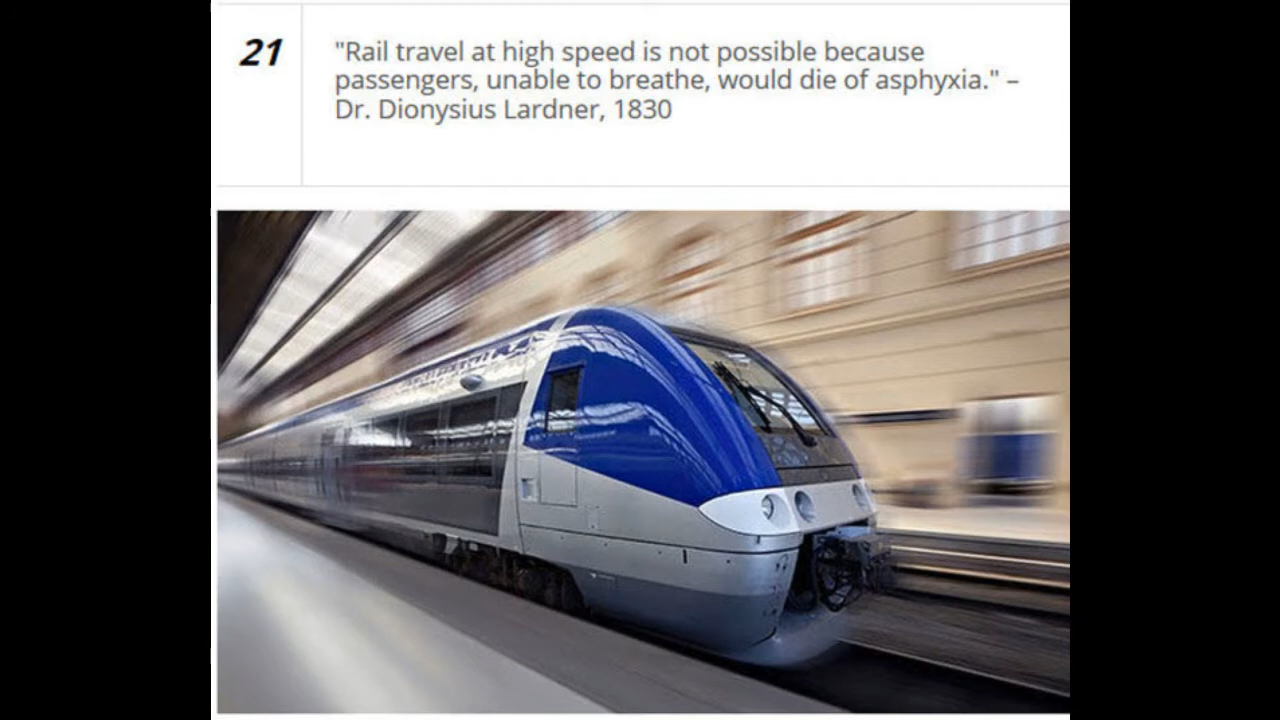 21
"Rail travel at high speed is not possible because
passengers, unable to breathe, would die of asphyxia." –
Dr. Dionysius Lardner, 1830